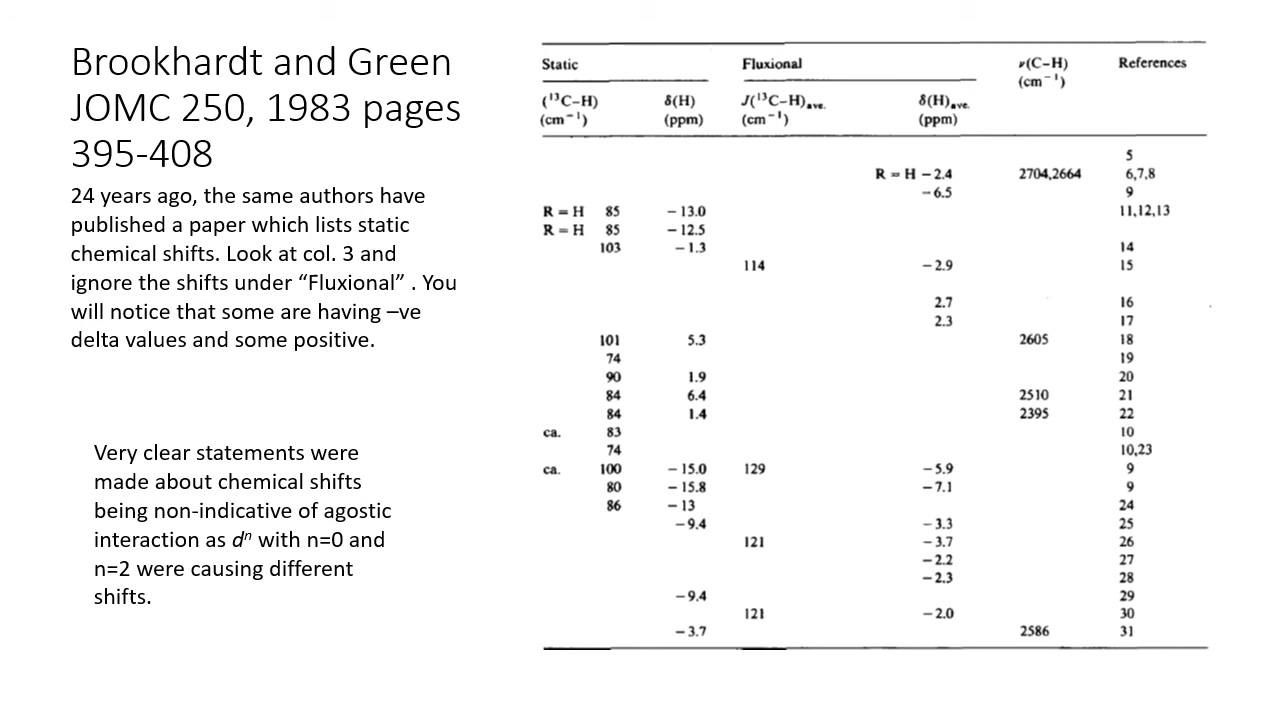 Brookhardt and Green
JOMC 250, 1983 pages
395-408
24 years ago, the same authors have
published a paper which lists static
chemical shifts. Look at col. 3 and
ignore the shifts under “Fluxional” . You
will notice that some are having –ve
delta values and some positive.
Very clear statements were
made about chemical shifts
being non-indicative of agostic
interaction as dⁿ with n=0 and
n=2 were causing different
shifts.
Static Fluxional ν(C–H) References
(cm⁻¹)
(¹³C–H) δ(H) J(¹³C–H)ave. δ(H)ave.
(cm⁻¹) (ppm) (cm⁻¹) (ppm)
5
R = H −2.4 2704,2664 6,7,8
−6.5 9
R = H 85 −13.0 11,12,13
R = H 85 −12.5
103 −1.3 14
114 −2.9 15
2.7 16
2.3 17
101 5.3 2605 18
74 19
90 1.9 20
84 6.4 2510 21
84 1.4 2395 22
ca. 83 10
74 10,23
ca. 100 −15.0 129 −5.9 9
80 −15.8 −7.1 9
86 −13 24
−9.4 −3.3 25
121 −3.7 26
−2.2 27
−2.3 28
−9.4 29
121 −2.0 30
−3.7 2586 31